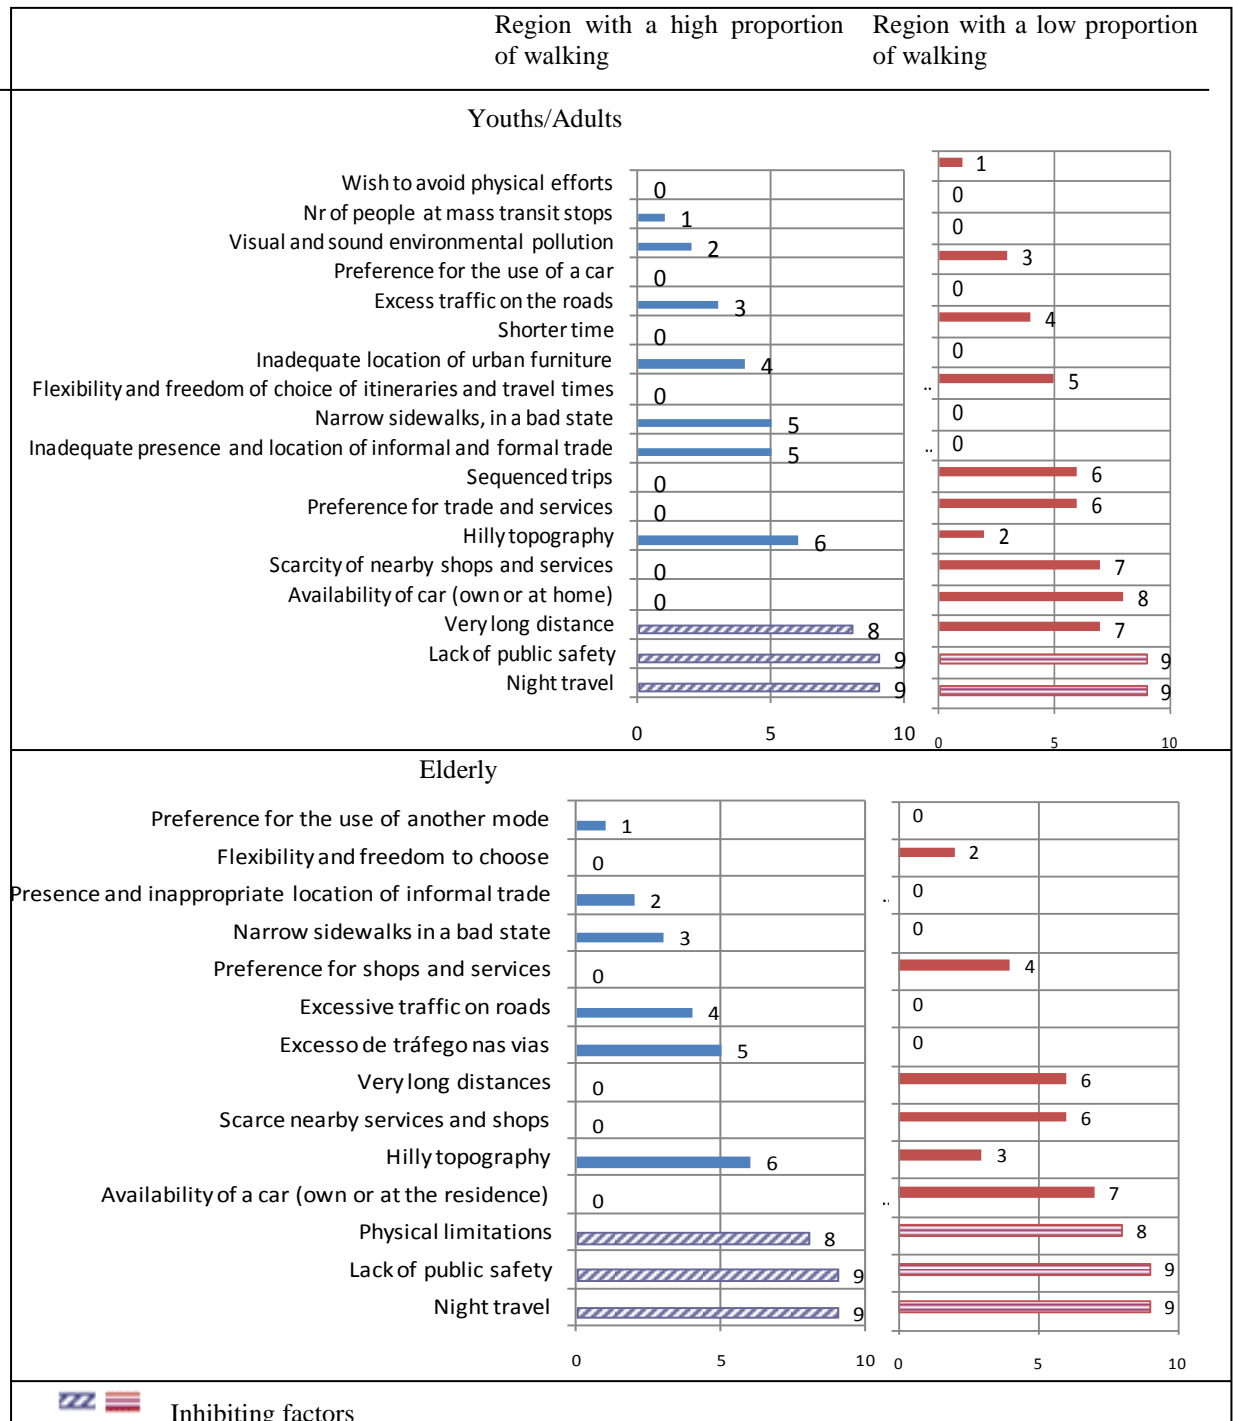 Region with a high proportion of walking
Region with a low proportion of walking
Youths/Adults
Wish to avoid physical efforts 0 1
Nr of people at mass transit stops 1 0
Visual and sound environmental pollution 2 0
Preference for the use of a car 0 3
Excess traffic on the roads 3 0
Shorter time 0 4
Inadequate location of urban furniture 4 0
Flexibility and freedom of choice of itineraries and travel times 0 .. 5
Narrow sidewalks, in a bad state 5 0
Inadequate presence and location of informal and formal trade 5 .. 0
Sequenced trips 0 6
Preference for trade and services 0 6
Hilly topography 6 2
Scarcity of nearby shops and services 0 7
Availability of car (own or at home) 0 8
Very long distance 8 7
Lack of public safety 9 9
Night travel 9 9
0 5 10 0 5 10
Elderly
Preference for the use of another mode 1 0
Flexibility and freedom to choose 0 2
Presence and inappropriate location of informal trade 2 .. 0
Narrow sidewalks in a bad state 3 0
Preference for shops and services 0 4
Excessive traffic on roads 4 0
Excesso de tráfego nas vias 5 0
Very long distances 0 6
Scarce nearby services and shops 0 6
Hilly topography 6 3
Availability of a car (own or at the residence) 0 .. 7
Physical limitations 8 8
Lack of public safety 9 9
Night travel 9 9
0 5 10 0 5 10
Inhibiting factors